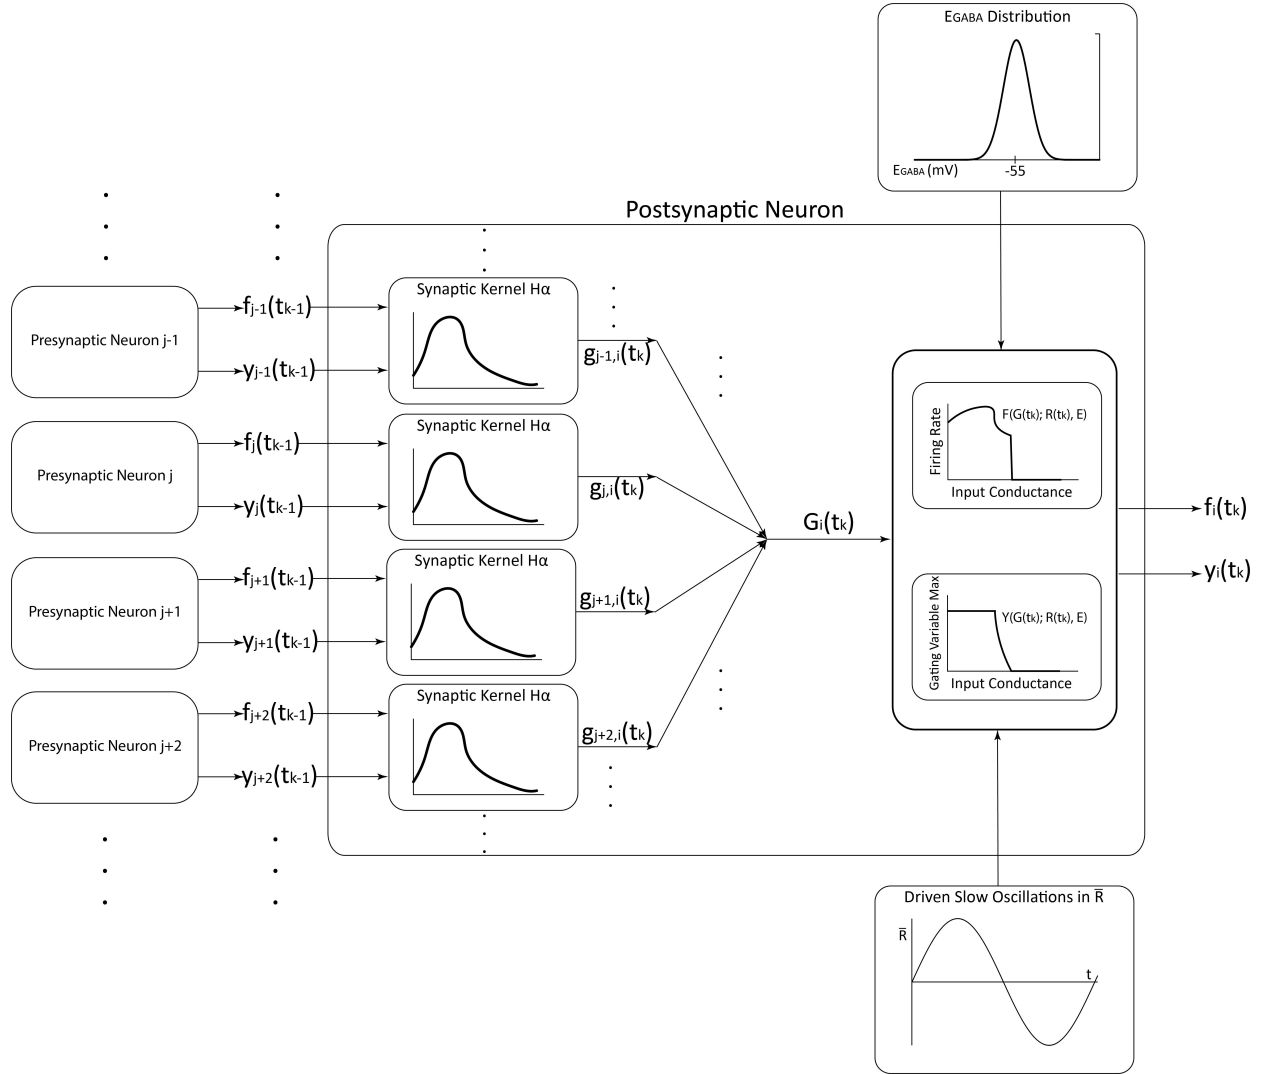 EGABA Distribution
EGABA (mV)
-55
Postsynaptic Neuron
Presynaptic Neuron j-1
fj-1(tk-1)
yj-1(tk-1)
Synaptic Kernel Hα
gj-1,i(tk)
Presynaptic Neuron j
fj(tk-1)
yj(tk-1)
Synaptic Kernel Hα
gj,i(tk)
Presynaptic Neuron j+1
fj+1(tk-1)
yj+1(tk-1)
Synaptic Kernel Hα
gj+1,i(tk)
Presynaptic Neuron j+2
fj+2(tk-1)
yj+2(tk-1)
Synaptic Kernel Hα
gj+2,i(tk)
Gi(tk)
Firing Rate
F(G(tk); R(tk), E)
Input Conductance
Gating Variable Max
Y(G(tk); R(tk), E)
Input Conductance
fi(tk)
yi(tk)
Driven Slow Oscillations in R̅
R̅
t